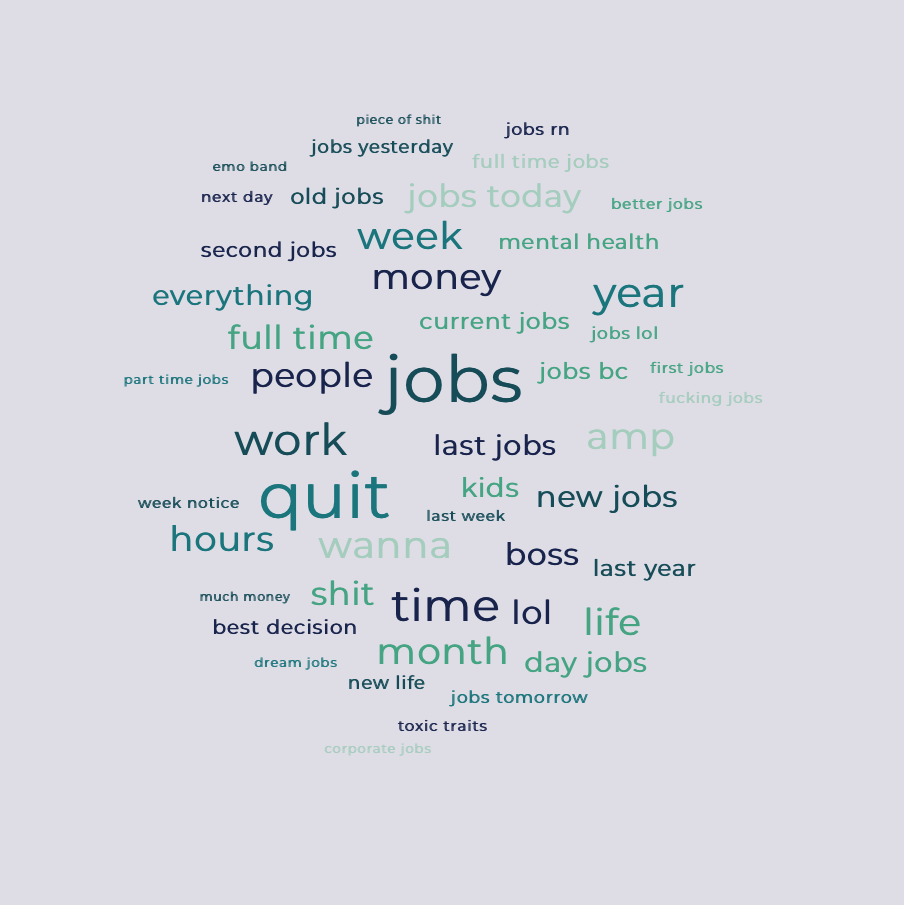 piece of shit
jobs rn
jobs yesterday
full time jobs
emo band
next day
old jobs
jobs today
better jobs
week
mental health
second jobs
money
everything
year
current jobs
full time
jobs lol
jobs
jobs bc
first jobs
people
part time jobs
fucking jobs
work
last jobs
amp
kids
new jobs
quit
week notice
last week
hours
wanna
boss
last year
much money
shit
time
lol
life
best decision
month
day jobs
dream jobs
new life
jobs tomorrow
toxic traits
corporate jobs